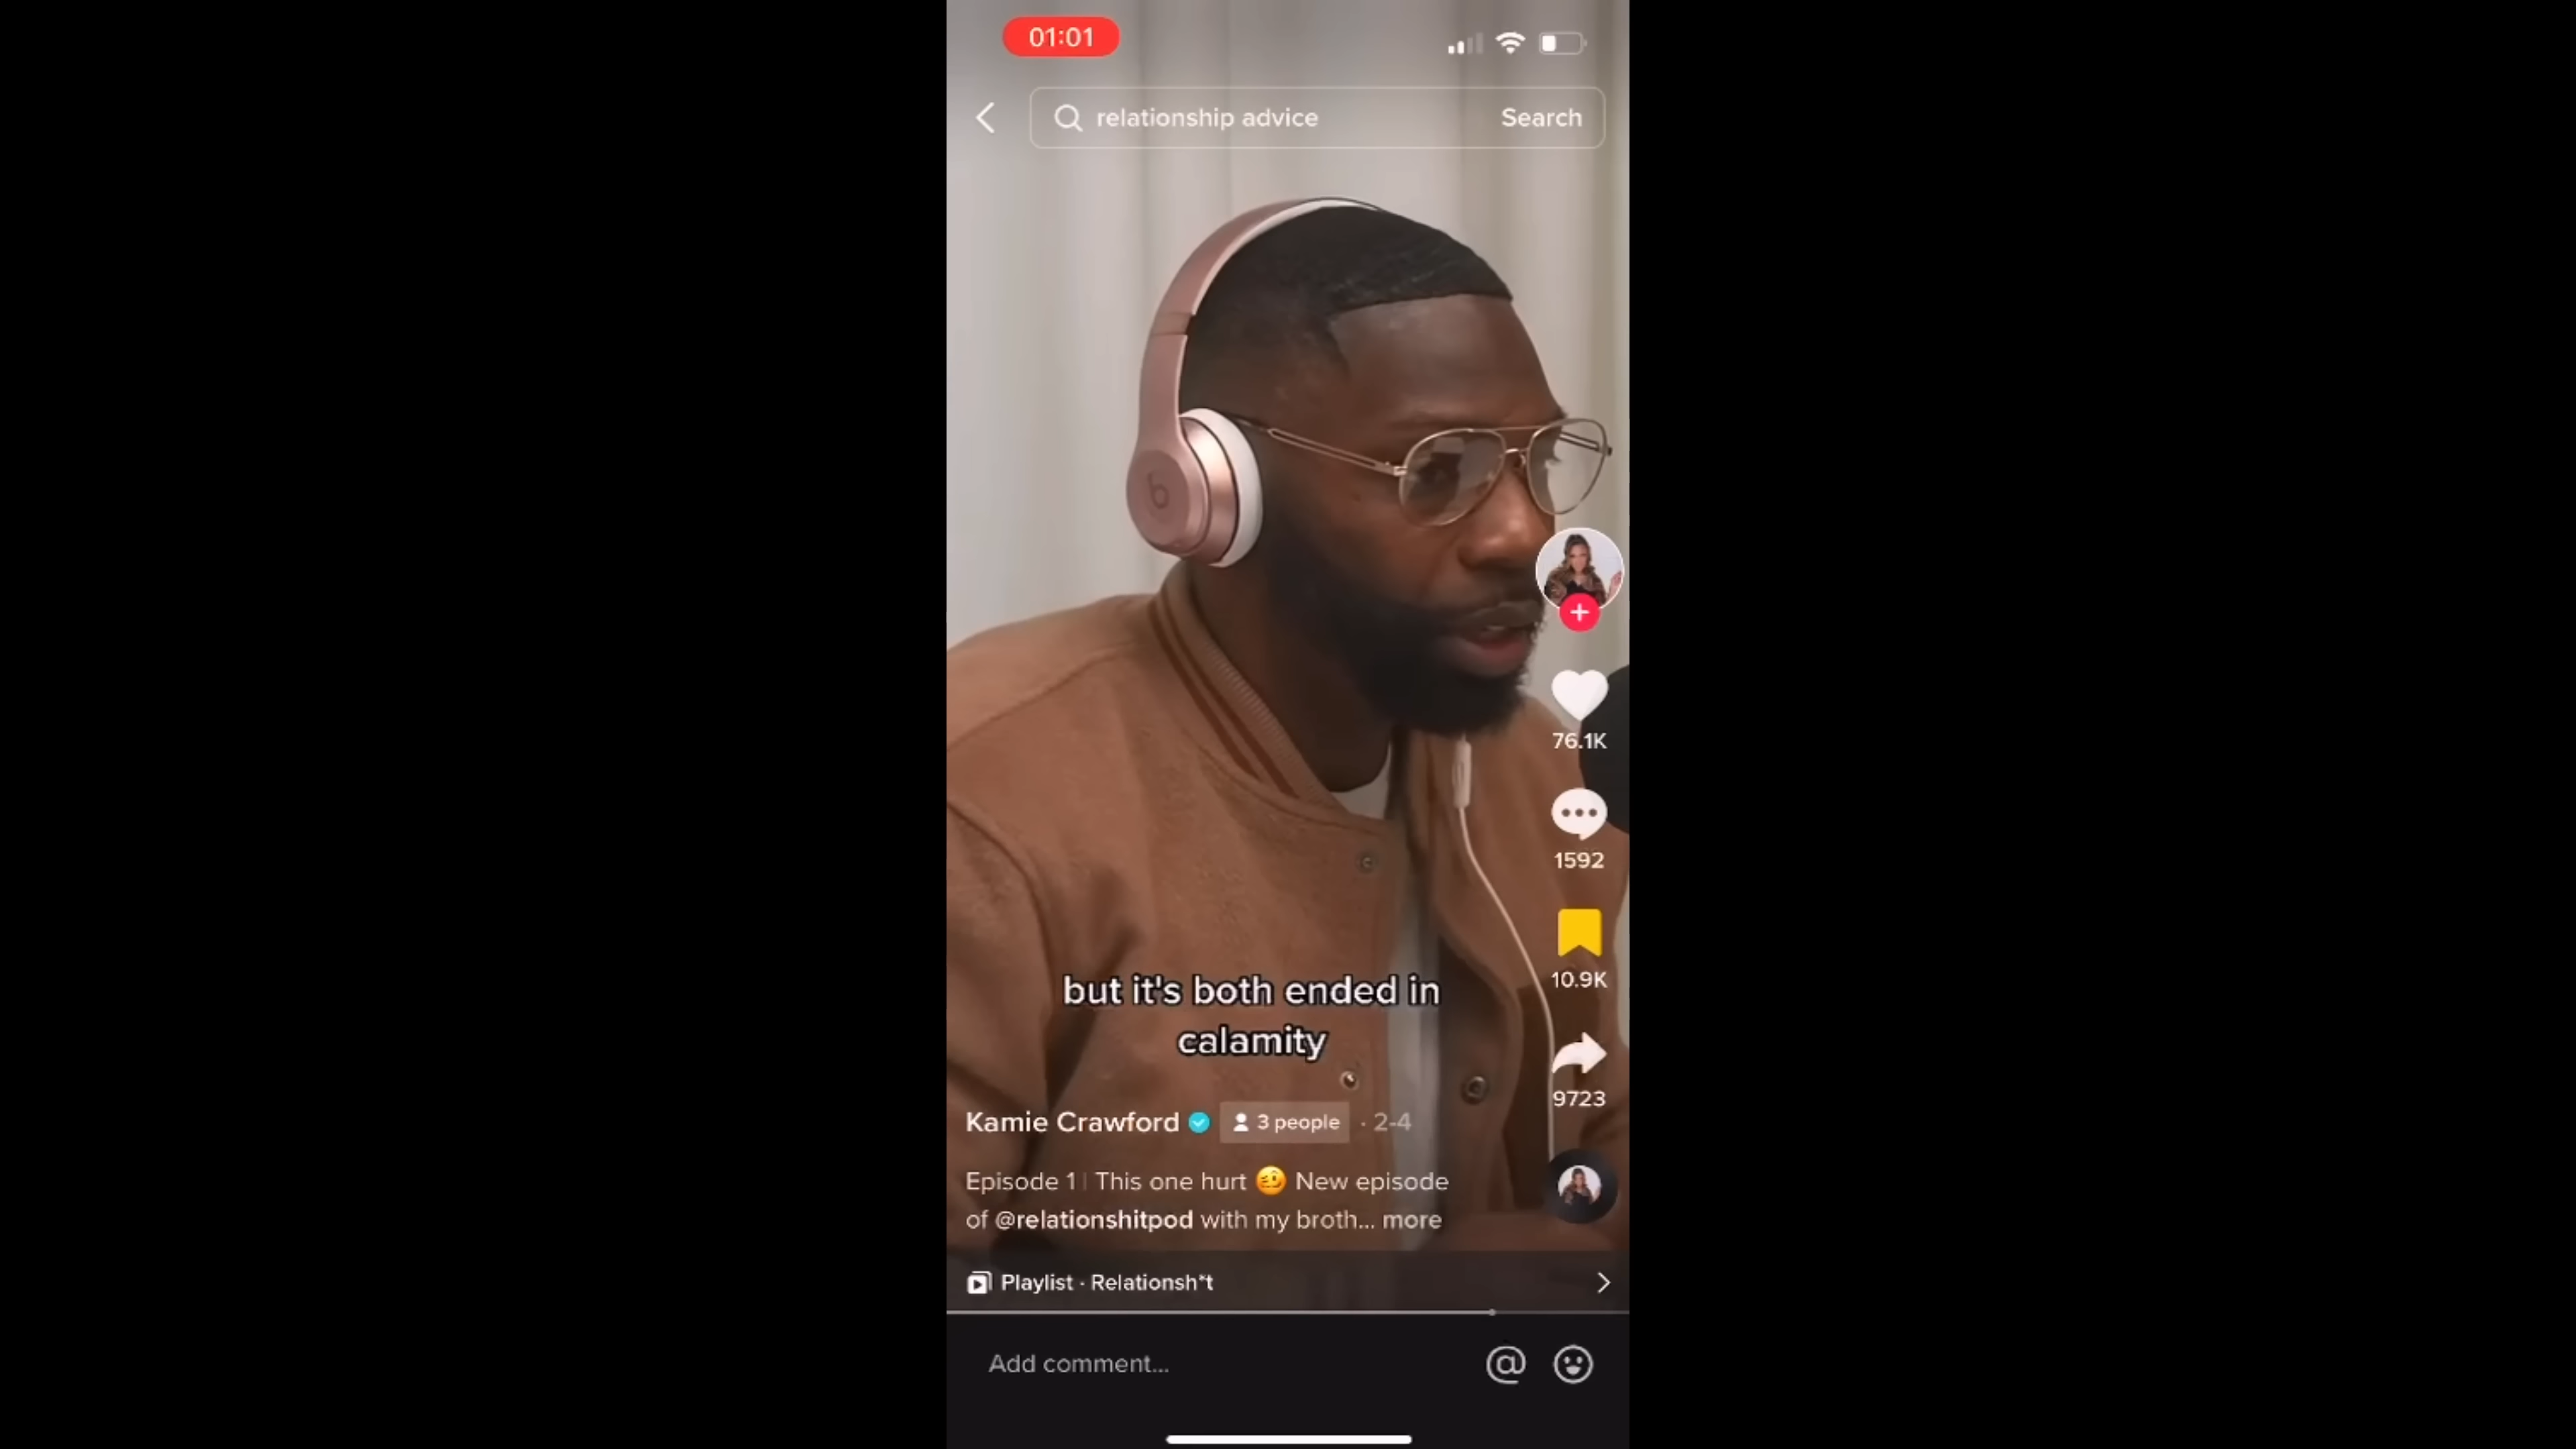 01:01
relationship advice Search
76.1K
1592
10.9K
9723
but it's both ended in
calamity
Kamie Crawford 3 people · 2-4
Episode 1 | This one hurt 🥴 New episode
of @relationshitpod with my broth... more
Playlist · Relationsh*t
Add comment...